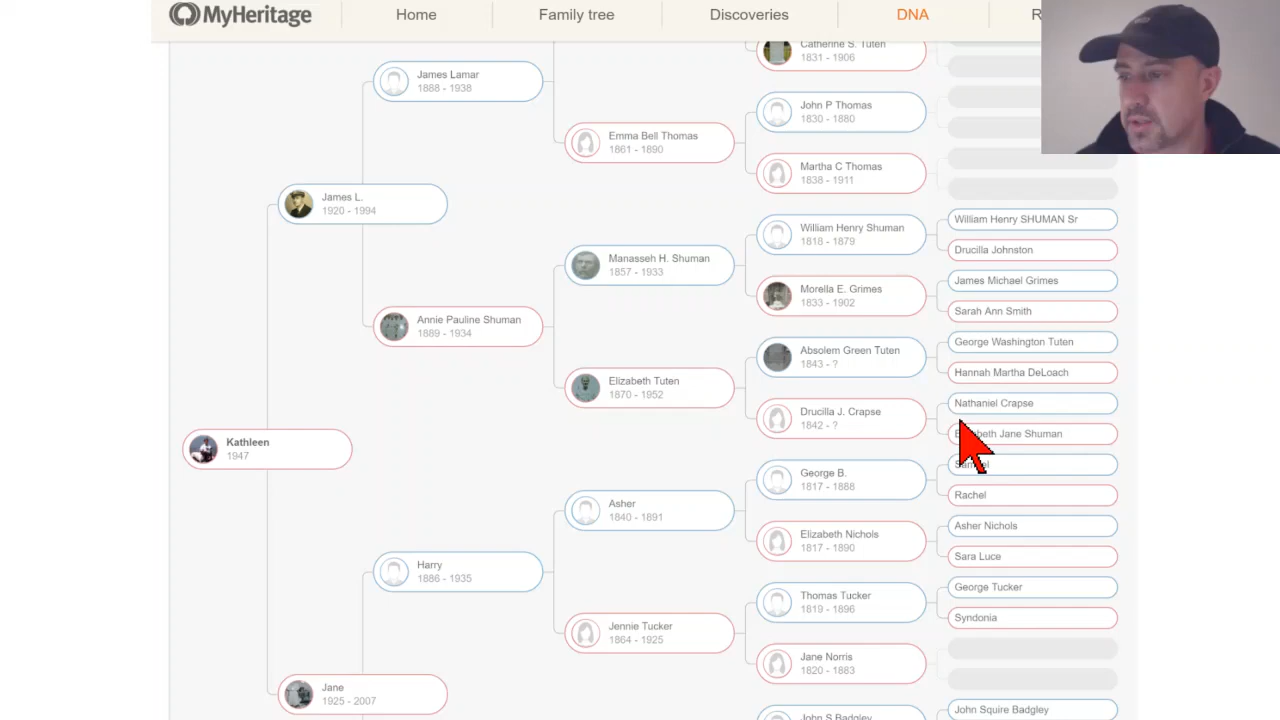 MyHeritage
Home
Family tree
Discoveries
DNA
R
Catherine S. Tuten
1831 - 1906
James Lamar
1888 - 1938
John P Thomas
1830 - 1880
Emma Bell Thomas
1861 - 1890
Martha C Thomas
1838 - 1911
James L.
1920 - 1994
William Henry Shuman
1818 - 1879
William Henry SHUMAN Sr
Drucilla Johnston
Manasseh H. Shuman
1857 - 1933
Morella E. Grimes
1833 - 1902
James Michael Grimes
Sarah Ann Smith
Annie Pauline Shuman
1889 - 1934
Absolem Green Tuten
1843 - ?
George Washington Tuten
Hannah Martha DeLoach
Elizabeth Tuten
1870 - 1952
Drucilla J. Crapse
1842 - ?
Nathaniel Crapse
Elizabeth Jane Shuman
Kathleen
1947
George B.
1817 - 1888
Samuel
Rachel
Asher
1840 - 1891
Elizabeth Nichols
1817 - 1890
Asher Nichols
Sara Luce
Harry
1886 - 1935
Thomas Tucker
1819 - 1896
George Tucker
Syndonia
Jennie Tucker
1864 - 1925
Jane Norris
1820 - 1883
Jane
1925 - 2007
John S Badgley
John Squire Badgley